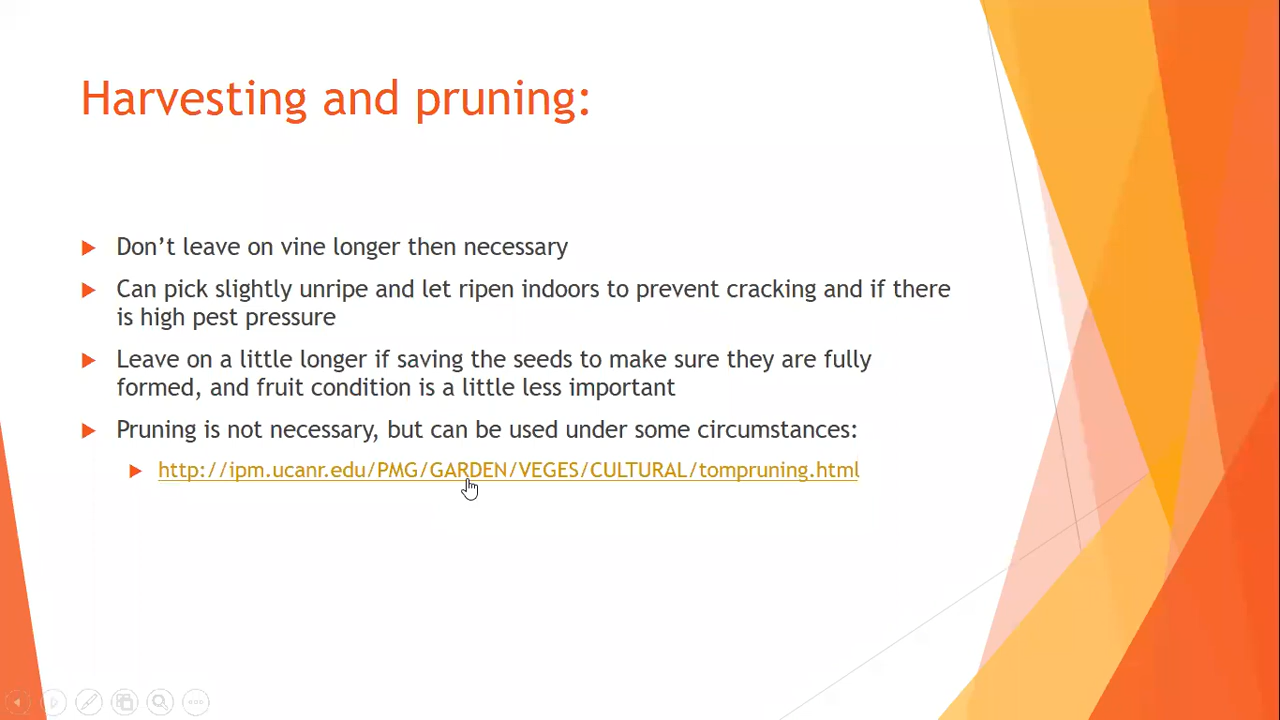 Harvesting and pruning:
Don't leave on vine longer then necessary
Can pick slightly unripe and let ripen indoors to prevent cracking and if there
is high pest pressure
Leave on a little longer if saving the seeds to make sure they are fully
formed, and fruit condition is a little less important
Pruning is not necessary, but can be used under some circumstances:
http://ipm.ucanr.edu/PMG/GARDEN/VEGES/CULTURAL/tompruning.html